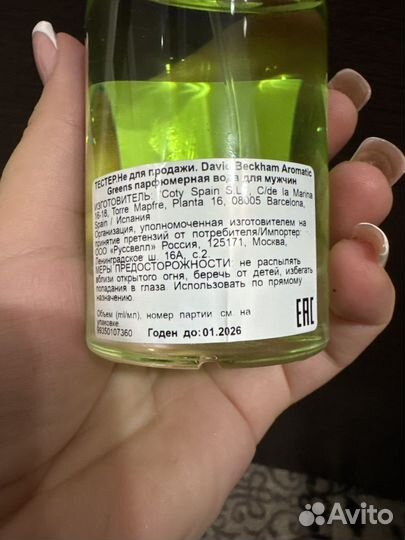 ТЕСТЕР.Не для г.родажи. David Beckham Aromatic
Greens парфюмерная вода для мужчин
ИЗГОТОВИТЕЛЬ: "Coty Spain S.L.", C/de la Marina
16-18, Torre Mapfre, Planta 16, 08005 Barcelona,
Spain / Испания
Организация, уполномоченная изготовителем на
принятие претензий от потребителя/Импортер:
ООО «Руссвелл» Россия, 125171, Москва,
Ленинградское ш. 16А, с.2.
МЕРЫ ПРЕДОСТОРОЖНОСТИ: не распылять
вблизи открытого огня, беречь от детей, избегать
попадания в глаза. Использовать по прямому
назначению.
EAC
Объем (ml/мл), номер партии см. на
упаковке
99350107360
Годен до:01.2026
Avito